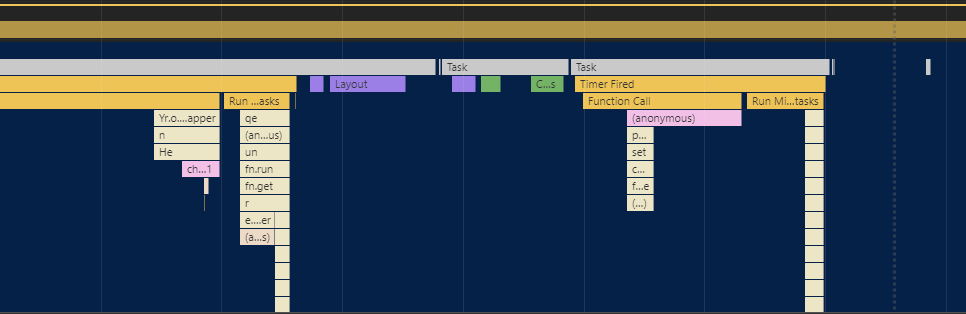 Task Task
Layout C...s Timer Fired
Run ...asks Function Call Run Mi...tasks
Yr.o....apper qe (anonymous)
n (an...us) p...
He un set
ch...1 fn.run c...
fn.get f...e
r (...)
e....er
(a...s)